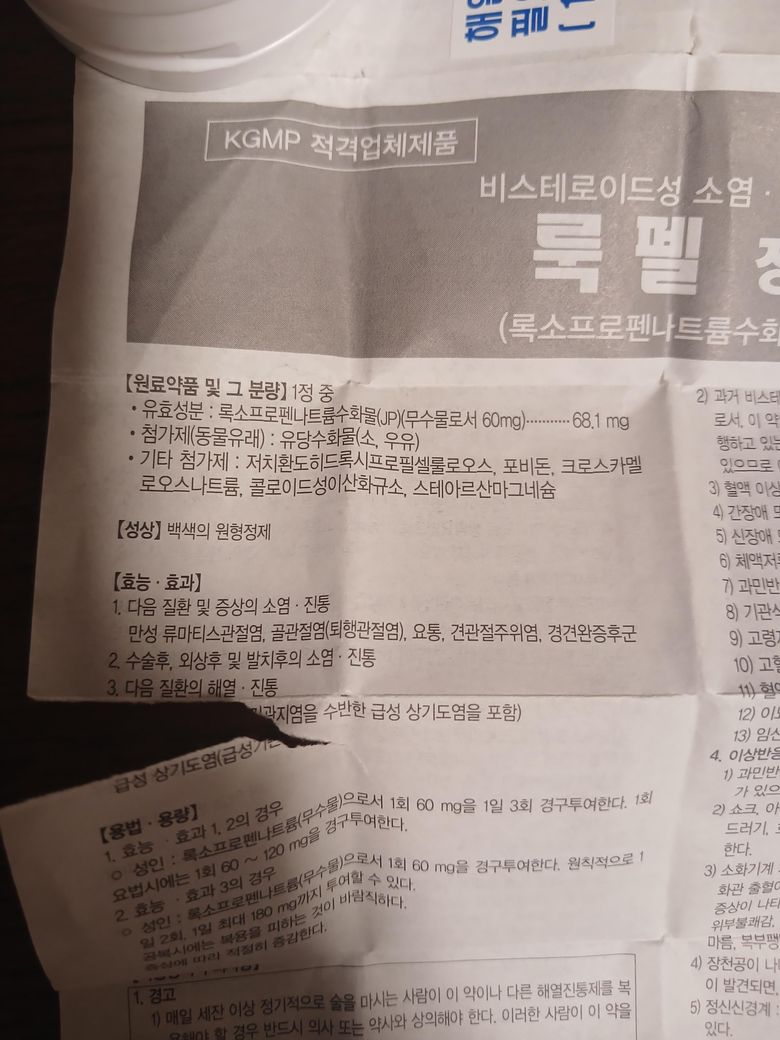 해열
필
KGMP 적격업체제품
비스테로이드성 소염 ·
룩펠 정
(록소프로펜나트륨수화
【원료약품 및 그 분량】 1정 중
• 유효성분 : 록소프로펜나트륨수화물(JP)(무수물로서 60mg)··········· 68.1 mg
• 첨가제(동물유래) : 유당수화물(소, 우유)
• 기타 첨가제 : 저치환도히드록시프로필셀룰로오스, 포비돈, 크로스카멜
로오스나트륨, 콜로이드성이산화규소, 스테아르산마그네슘
【성상】 백색의 원형정제
【효능 · 효과】
1. 다음 질환 및 증상의 소염 · 진통
만성 류마티스관절염, 골관절염(퇴행관절염), 요통, 견관절주위염, 경견완증후군
2. 수술후, 외상후 및 발치후의 소염 · 진통
3. 다음 질환의 해열 · 진통
급성 상기도염(급성기관지염을 수반한 급성 상기도염을 포함)
【용법 · 용량】
1. 효능 · 효과 1, 2의 경우
○ 성인 : 록소프로펜나트륨(무수물)으로서 1회 60 mg을 1일 3회 경구투여한다. 1회
요법시에는 1회 60 ~ 120 mg을 경구투여한다.
2. 효능 · 효과 3의 경우
○ 성인 : 록소프로펜나트륨(무수물)으로서 1회 60 mg을 경구투여한다. 원칙적으로 1
일 2회, 1일 최대 180 mg까지 투여할 수 있다.
공복시에는 복용을 피하는 것이 바람직하다.
증상에 따라 적절히 증감한다.
1. 경고
1) 매일 세잔 이상 정기적으로 술을 마시는 사람이 이 약이나 다른 해열진통제를 복
용해야 할 경우 반드시 의사 또는 약사와 상의해야 한다. 이러한 사람이 이 약을
2) 과거 비스테
로서, 이 약
행하고 있는
있으므로
3) 혈액 이상
4) 간장애 또
5) 신장애
6) 체액저류
7) 과민반
8) 기관식
9) 고령자
10) 고혈
11) 혈액
12) 이
13) 임신
4. 이상반응
1) 과민반
가 있으
2) 쇼크, 아
드러기,
한다.
3) 소화기계
화관 출혈이
증상이 나타
위부불쾌감,
마름, 복부팽
4) 장천공이 나
이 발견되면,
5) 정신신경계 :
있다.